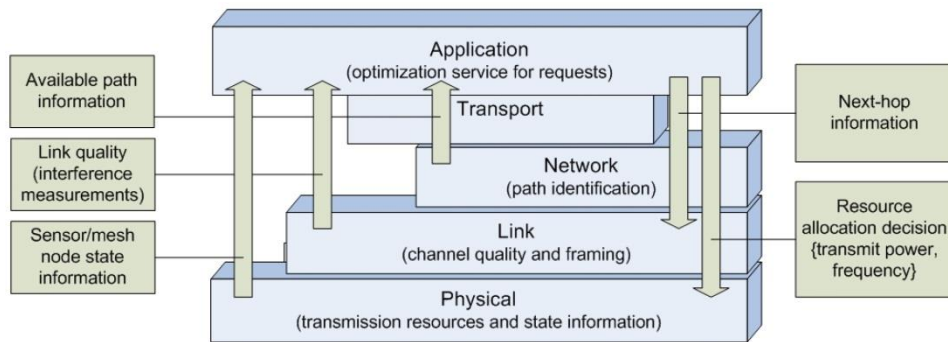 Application
(optimization service for requests)
Available path
information
Transport
Next-hop
information
Link quality
(interference
measurements)
Network
(path identification)
Sensor/mesh
node state
information
Link
(channel quality and framing)
Resource
allocation decision
{transmit power,
frequency}
Physical
(transmission resources and state information)